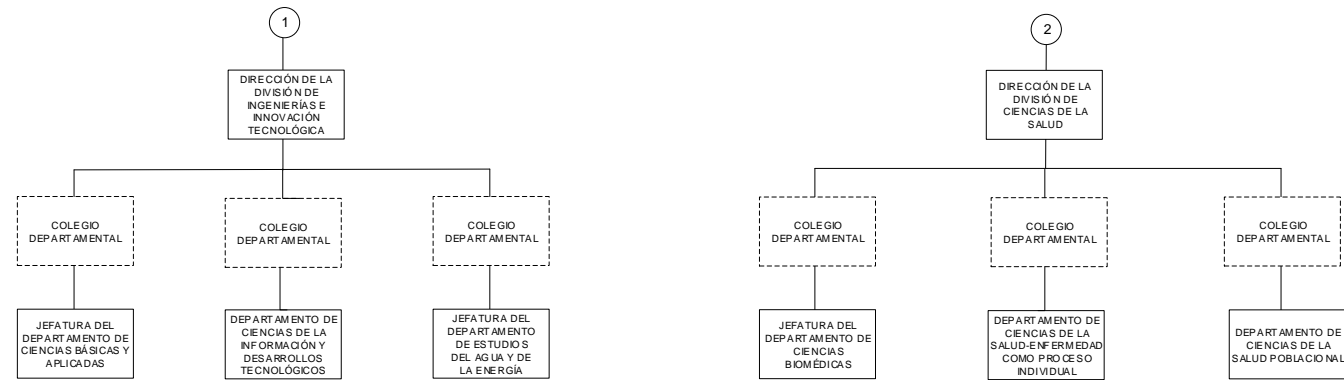 1
DIRECCIÓN DE LA
DIVISIÓN DE
INGENIERÍAS E
INNOVACIÓN
TECNOLÓGICA
COLEGIO
DEPARTAMENTAL
COLEGIO
DEPARTAMENTAL
COLEGIO
DEPARTAMENTAL
JEFATURA DEL
DEPARTAMENTO DE
CIENCIAS BÁSICAS Y
APLICADAS
DEPARTAMENTO DE
CIENCIAS DE LA
INFORMACIÓN Y
DESARROLLOS
TECNOLÓGICOS
JEFATURA DEL
DEPARTAMENTO
DE ESTUDIOS
DEL AGUA Y DE
LA ENERGÍA
2
DIRECCIÓN DE LA
DIVISIÓN DE
CIENCIAS DE LA
SALUD
COLEGIO
DEPARTAMENTAL
COLEGIO
DEPARTAMENTAL
COLEGIO
DEPARTAMENTAL
JEFATURA DEL
DEPARTAMENTO DE
CIENCIAS
BIOMÉDICAS
DEPARTAMENTO DE
CIENCIAS DE LA
SALUD-ENFERMEDAD
COMO PROCESO
INDIVIDUAL
DEPARTAMENTO DE
CIENCIAS DE LA
SALUD POBLACIONAL